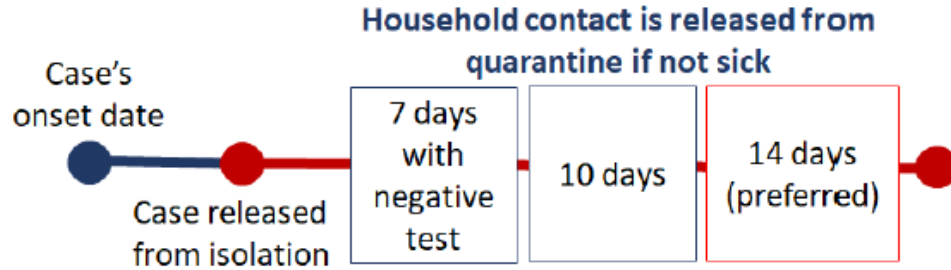 Household contact is released from
quarantine if not sick
Case's
onset date
Case released
from isolation
7 days
with
negative
test
10 days
14 days
(preferred)